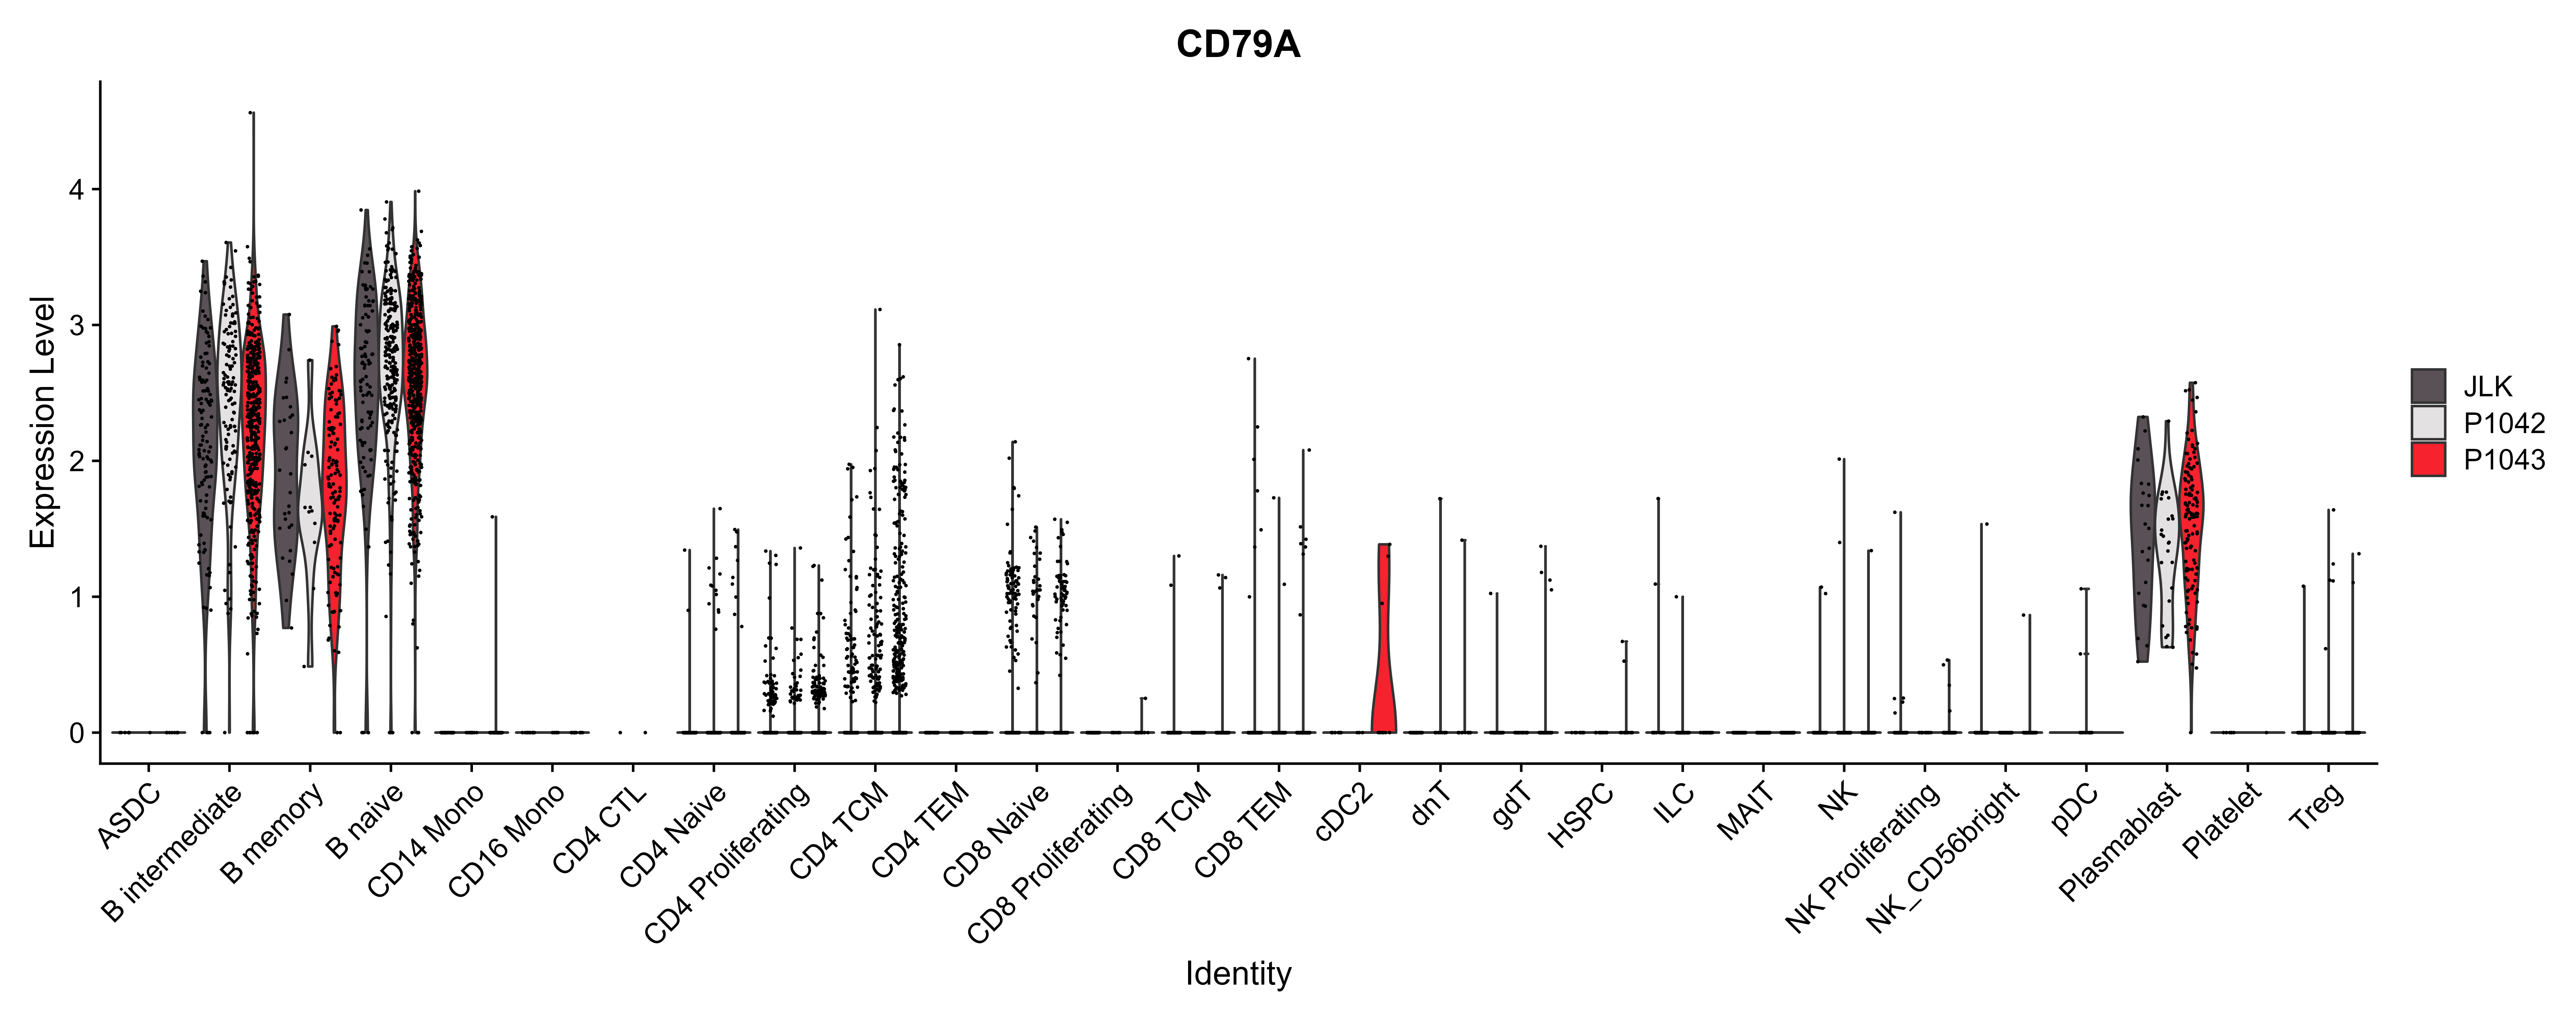 CD79A
Expression Level
4
3
2
1
0
ASDC
B intermediate
B memory
B naive
CD14 Mono
CD16 Mono
CD4 CTL
CD4 Naive
CD4 Proliferating
CD4 TCM
CD4 TEM
CD8 Naive
CD8 Proliferating
CD8 TCM
CD8 TEM
cDC2
dnT
gdT
HSPC
ILC
MAIT
NK
NK Proliferating
NK_CD56bright
pDC
Plasmablast
Platelet
Treg
Identity
JLK
P1042
P1043